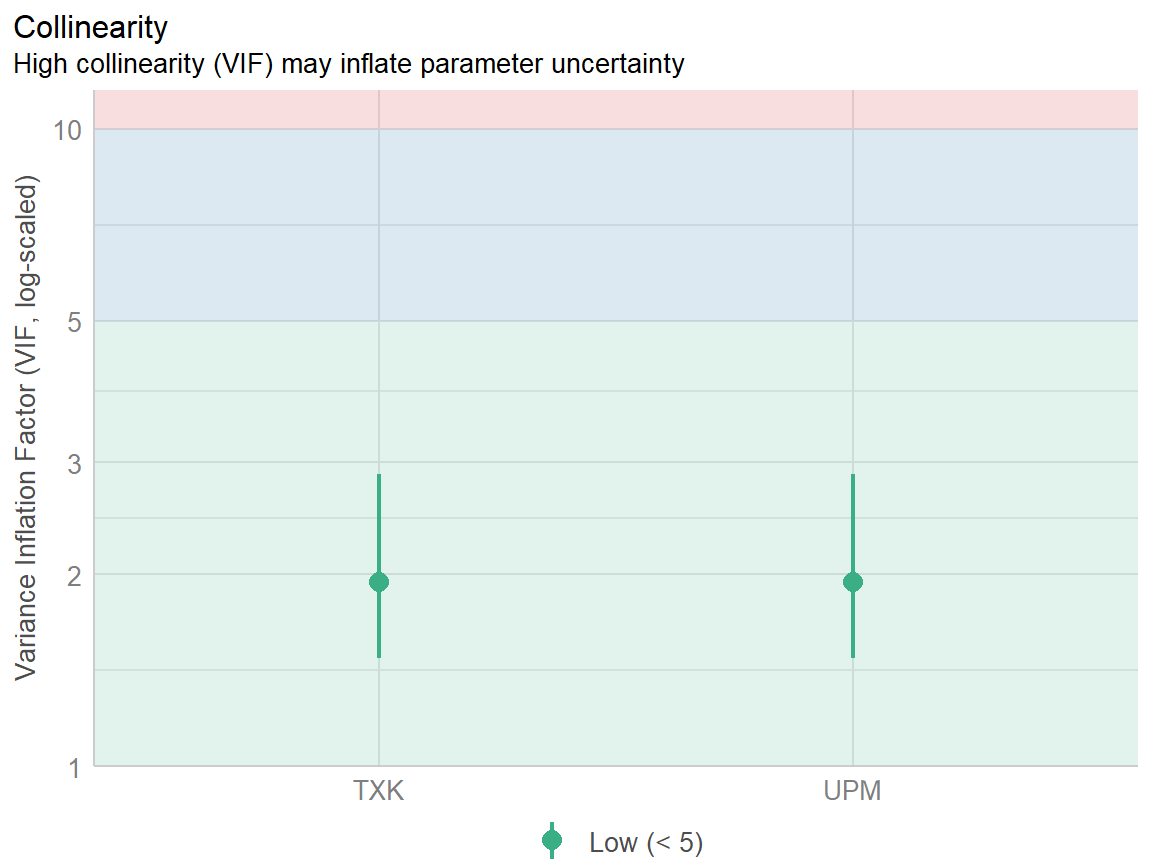 Collinearity
High collinearity (VIF) may inflate parameter uncertainty
Variance Inflation Factor (VIF, log-scaled)
10
5
3
2
1
TXK
UPM
Low (< 5)